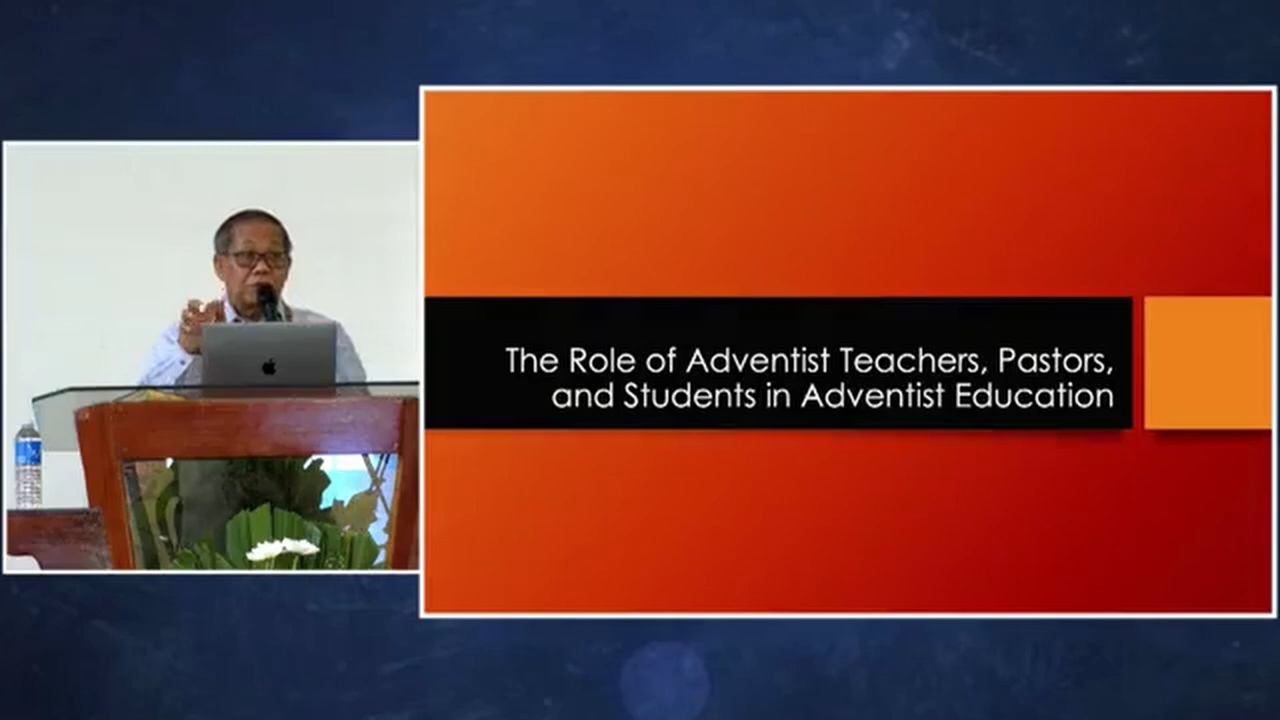 The Role of Adventist Teachers, Pastors,
and Students in Adventist Education